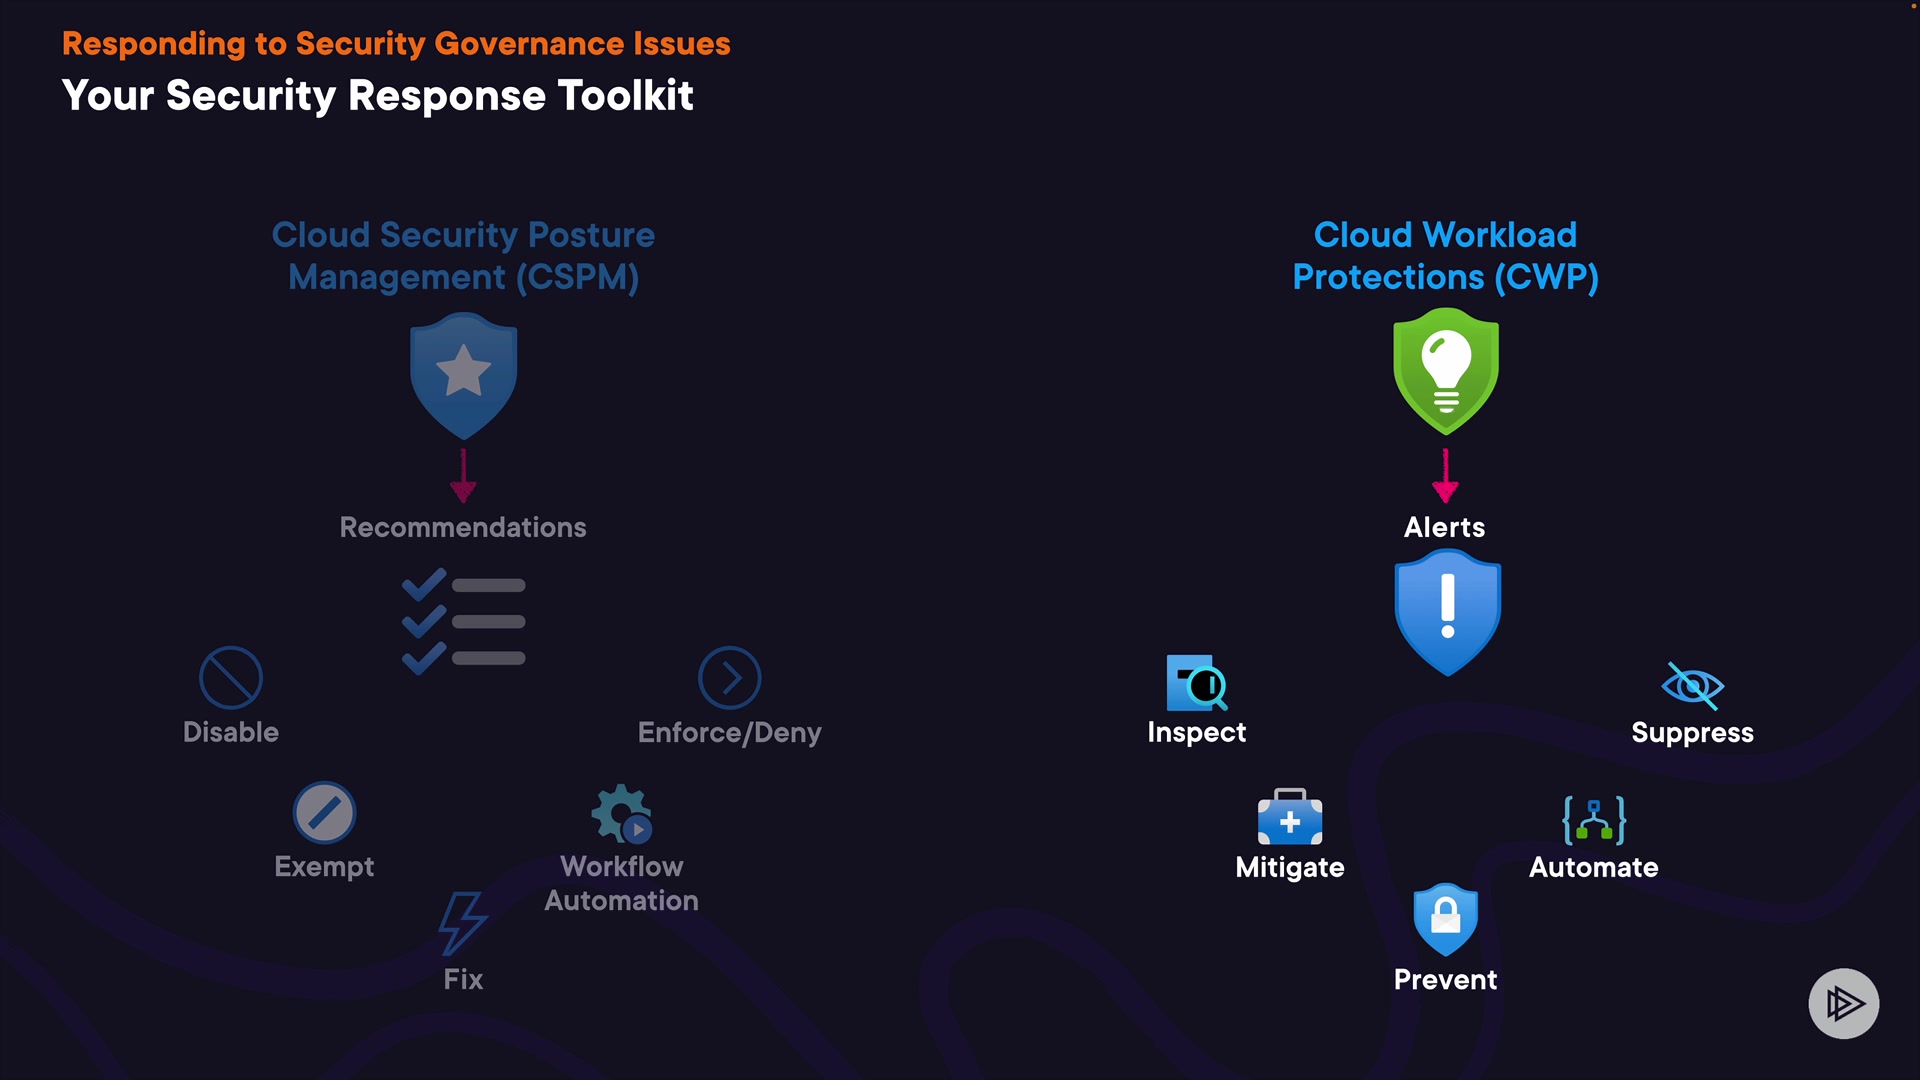 Responding to Security Governance Issues
Your Security Response Toolkit
Cloud Security Posture
Management (CSPM)
Recommendations
Disable
Enforce/Deny
Exempt
Workflow
Automation
Fix
Cloud Workload
Protections (CWP)
Alerts
Inspect
Suppress
Mitigate
Automate
Prevent